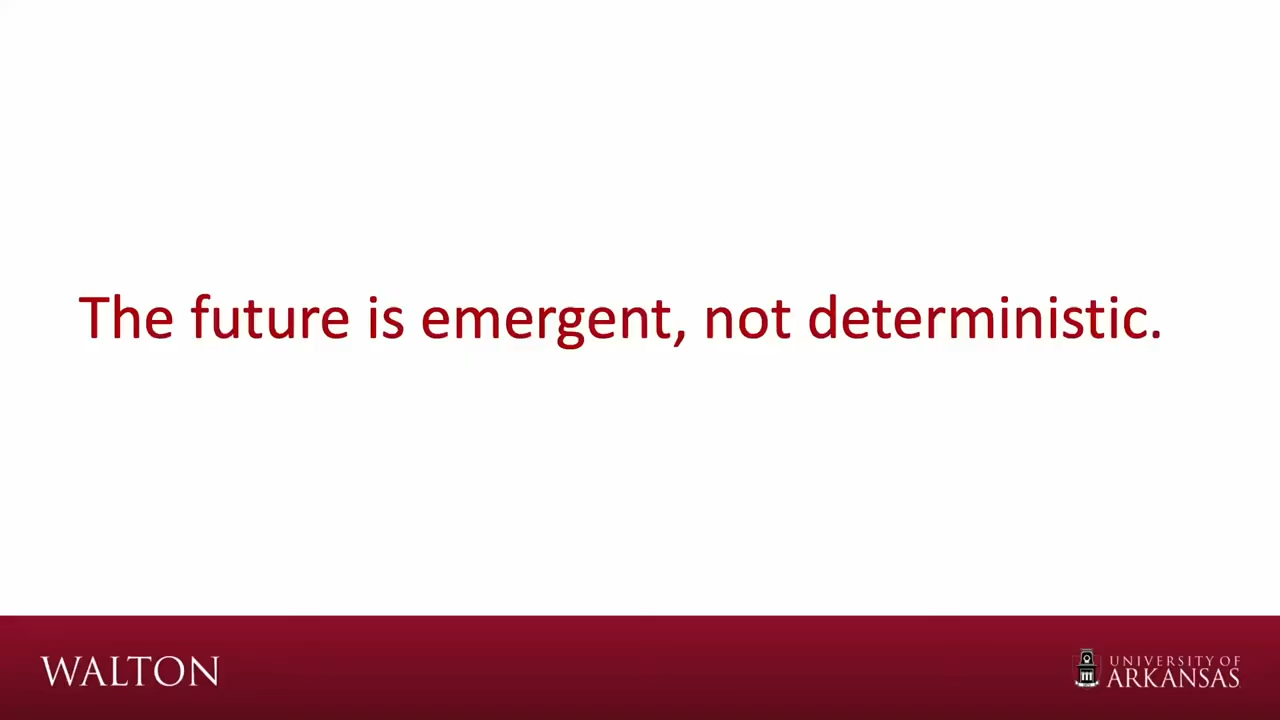 The future is emergent, not deterministic.
WALTON
UNIVERSITY OF
ARKANSAS